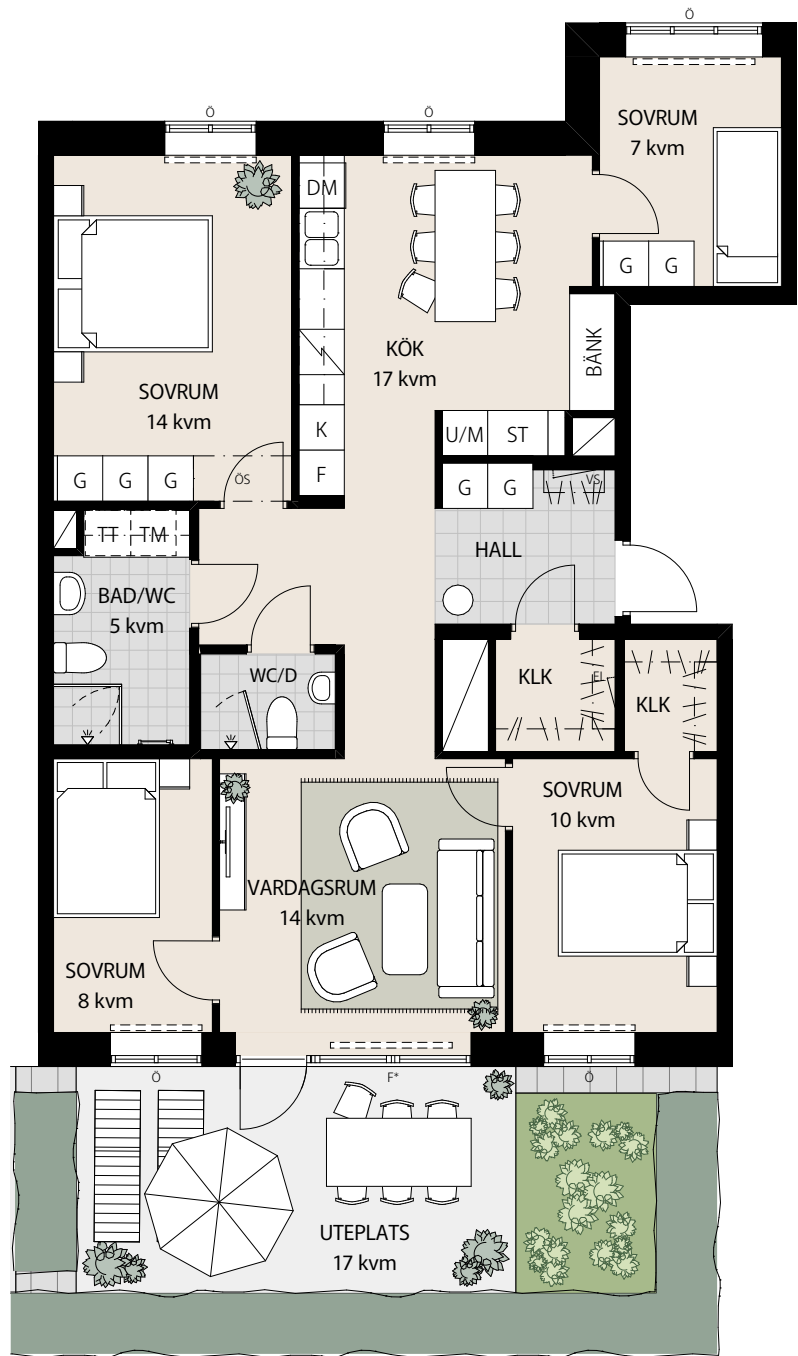 Ö
SOVRUM
7 kvm
Ö
Ö
DM
G G
SOVRUM
14 kvm
KÖK
17 kvm
BÄNK
K
U/M ST
F
G G G
ÖS
G G
VS
TT TM
HALL
BAD/WC
5 kvm
WC/D
KLK
EL
KLK
SOVRUM
10 kvm
VARDAGSRUM
14 kvm
SOVRUM
8 kvm
Ö
F*
Ö
UTEPLATS
17 kvm